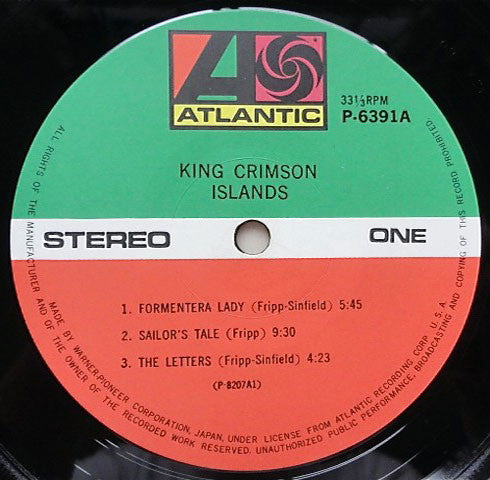 ATLANTIC
33⅓RPM
P-6391A
KING CRIMSON
ISLANDS
STEREO
ONE
1. FORMENTERA LADY (Fripp-Sinfield) 5:45
2. SAILOR'S TALE (Fripp) 9:30
3. THE LETTERS (Fripp-Sinfield) 4:23
(P-8207A1)
MADE BY WARNER-PIONEER CORPORATION, JAPAN, UNDER LICENSE FROM ATLANTIC RECORDING CORP. U. S. A.
ALL RIGHTS OF THE MANUFACTURER AND OF THE OWNER OF THE RECORDED WORK RESERVED. UNAUTHORIZED PUBLIC PERFORMANCE, BROADCASTING AND COPYING OF THIS RECORD PROHIBITED.